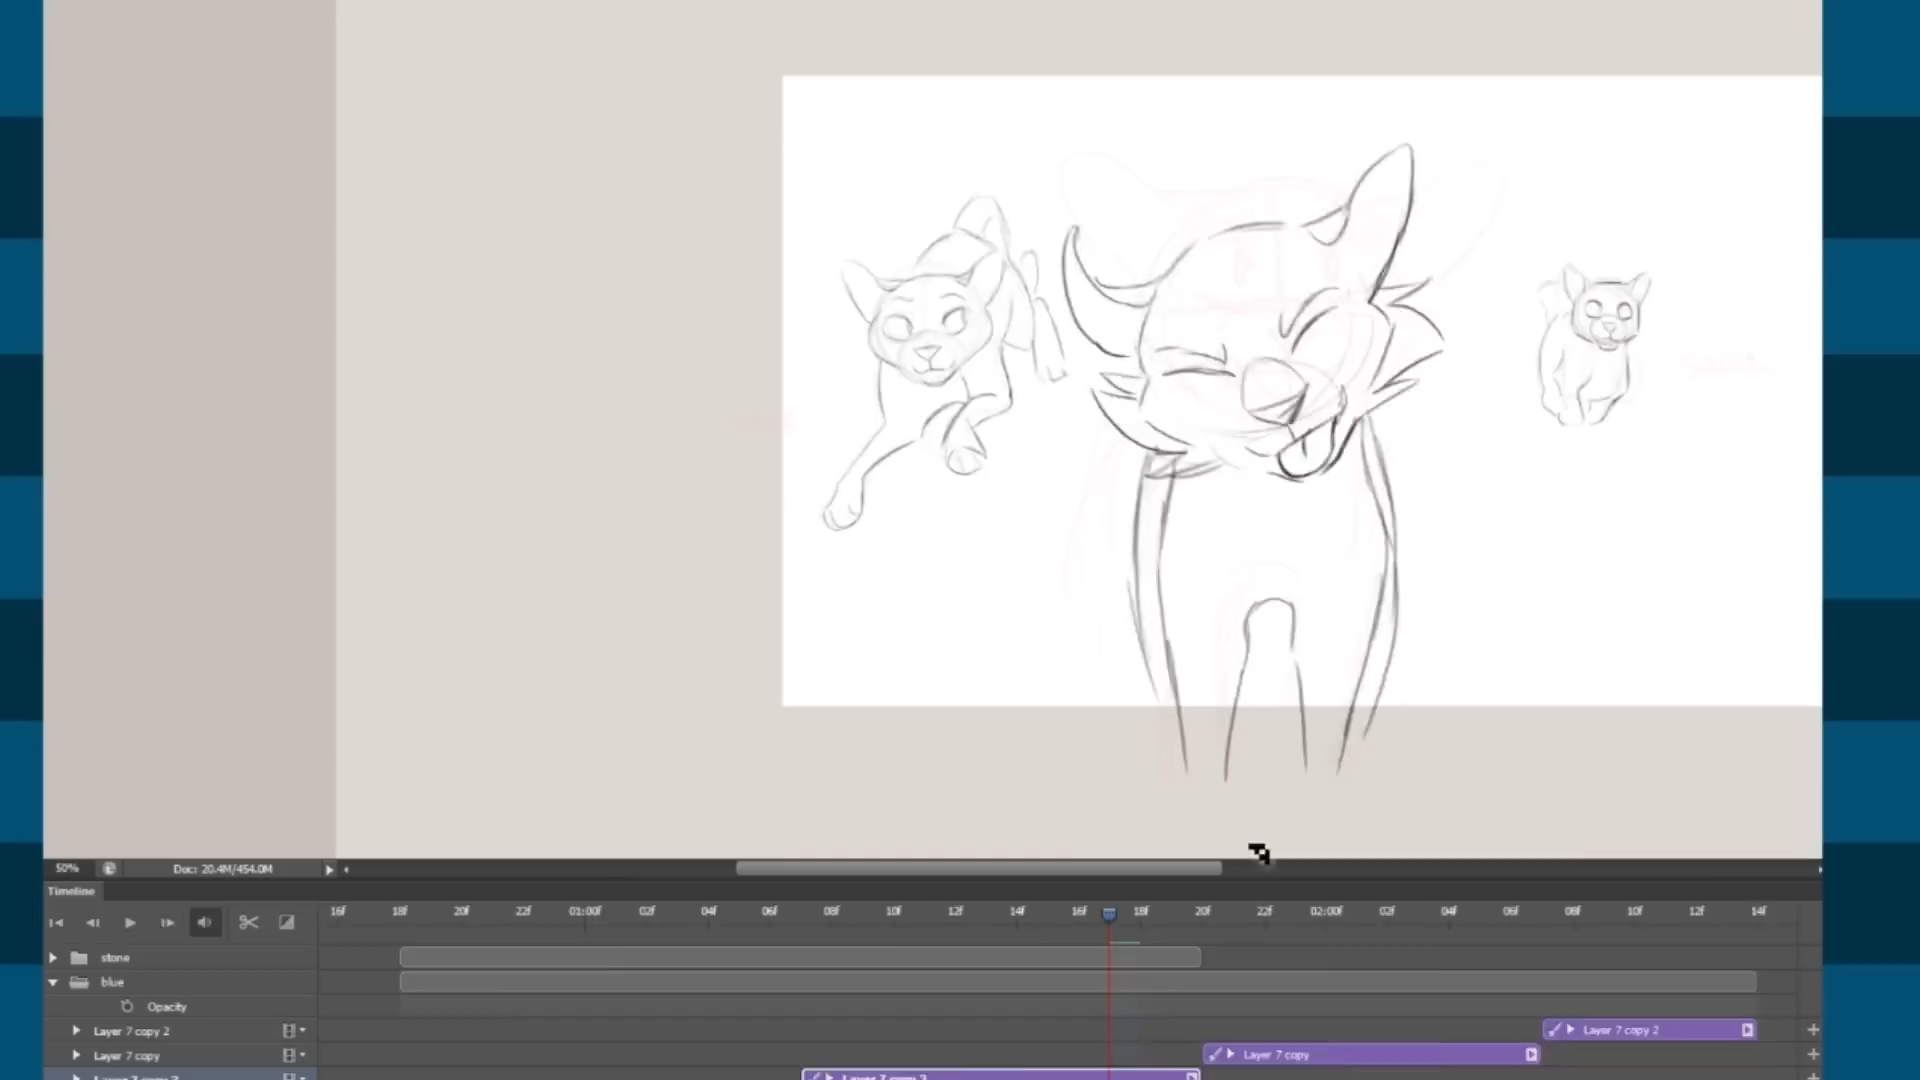 50% Doc: 20.4M/454.0M
Timeline
16f 18f 20f 22f 01:00f 02f 04f 06f 08f 10f 12f 14f 16f 18f 20f 22f 02:00f 02f 04f 06f 08f 10f 12f 14f
stone
blue
Opacity
Layer 7 copy 2 Layer 7 copy 2
Layer 7 copy Layer 7 copy